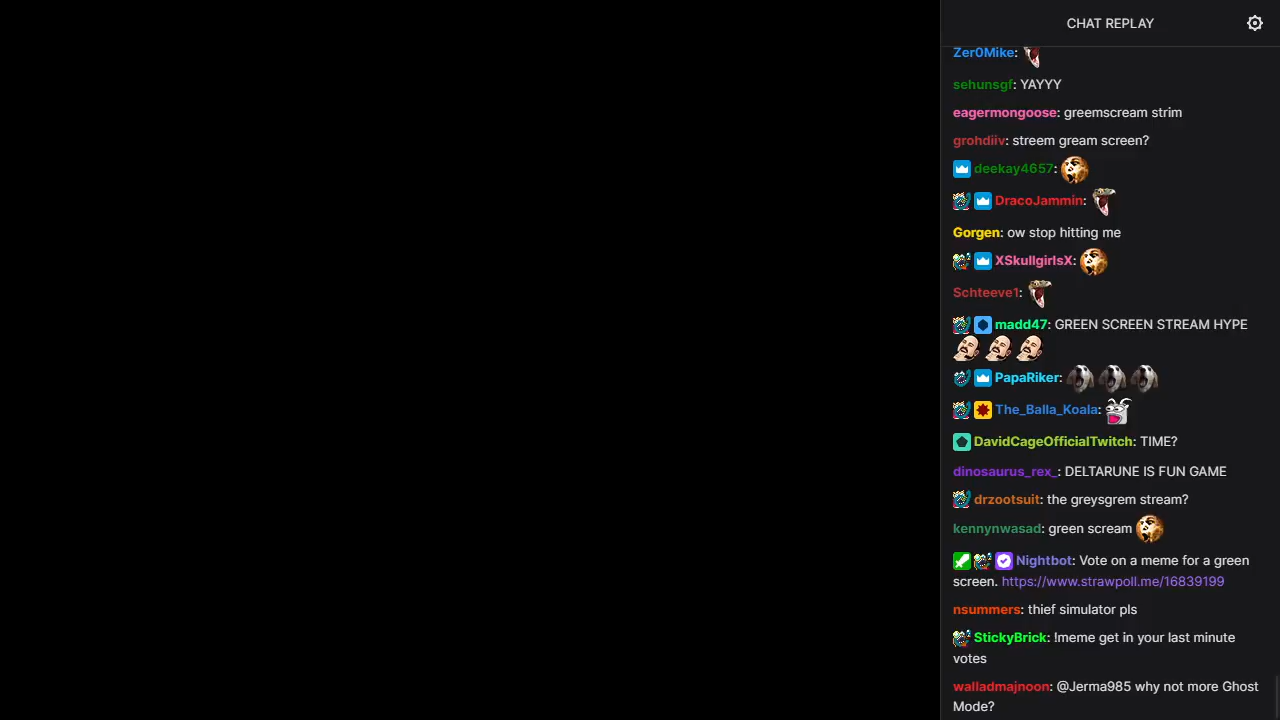 CHAT REPLAY
Zer0Mike:
sehunsgf: YAYYY
eagermongoose: greemscream strim
grohdiiv: streem gream screen?
deekay4657:
DracoJammin:
Gorgen: ow stop hitting me
XSkullgirlsX:
Schteeve1:
madd47: GREEN SCREEN STREAM HYPE
PapaRiker:
The_Balla_Koala:
DavidCageOfficialTwitch: TIME?
dinosaurus_rex_: DELTARUNE IS FUN GAME
drzootsuit: the greysgrem stream?
kennynwasad: green scream
Nightbot: Vote on a meme for a green
screen. https://www.strawpoll.me/16839199
nsummers: thief simulator pls
StickyBrick: !meme get in your last minute
votes
walladmajnoon: @Jerma985 why not more Ghost
Mode?